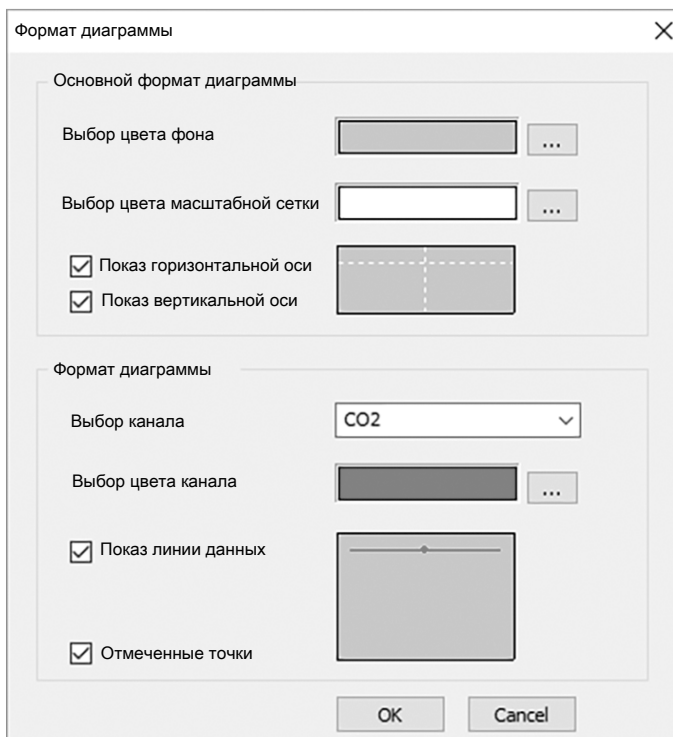 Формат диаграммы
Основной формат диаграммы
Выбор цвета фона
...
Выбор цвета масштабной сетки
...
Показ горизонтальной оси
Показ вертикальной оси
Формат диаграммы
Выбор канала
CO2
Выбор цвета канала
...
Показ линии данных
Отмеченные точки
OK
Cancel